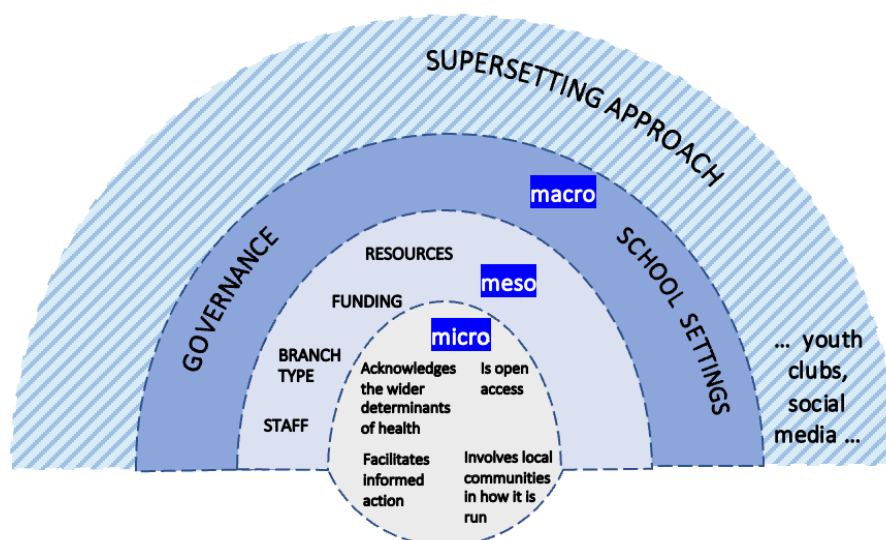 SUPERSETTING APPROACH
macro
GOVERNANCE
SCHOOL SETTINGS
RESOURCES
meso
FUNDING
micro
BRANCH
TYPE
STAFF
Acknowledges
the wider
determinants
of health
Is open
access
Facilitates
informed
action
Involves local
communities
in how it is
run
... youth
clubs,
social
media ...